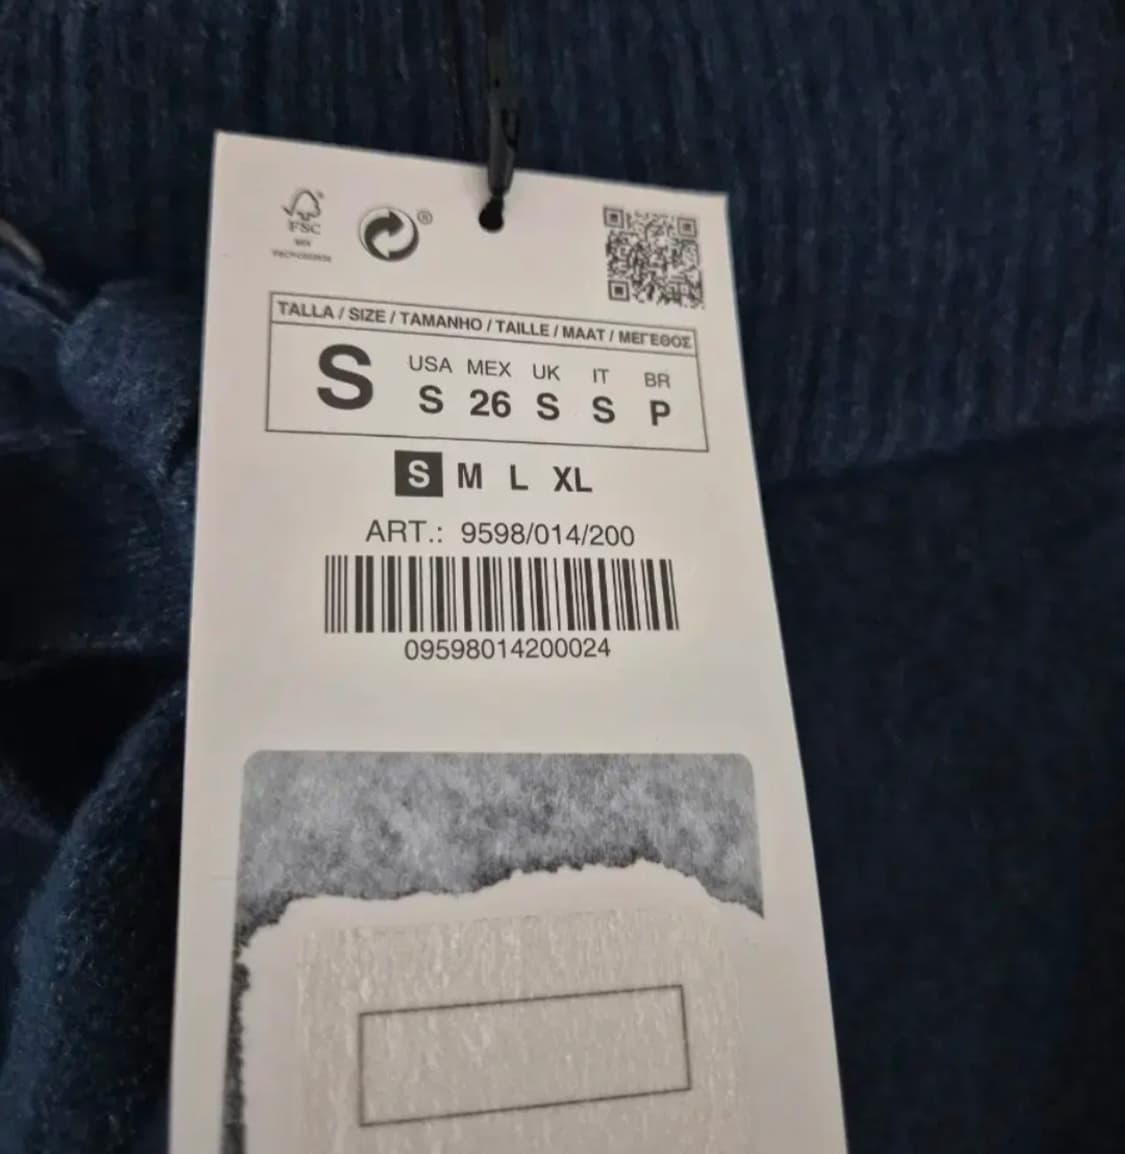 FSC
MIX
®
TALLA / SIZE / TAMANHO / TAILLE / MAAT / ΜΕΓΕΘΟΣ
S
USA MEX UK IT BR
S 26 S S P
S M L XL
ART.: 9598/014/200
09598014200024